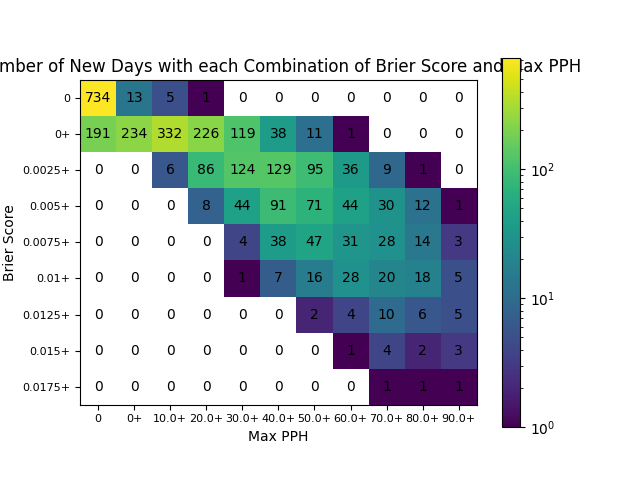 mber of New Days with each Combination of Brier Score and Max PPH
0 734 13 5 1 0 0 0 0 0 0 0
0+ 191 234 332 226 119 38 11 1 0 0 0
0.0025+ 0 0 6 86 124 129 95 36 9 1 0
0.005+ 0 0 0 8 44 91 71 44 30 12 1
0.0075+ 0 0 0 0 4 38 47 31 28 14 3
0.01+ 0 0 0 0 1 7 16 28 20 18 5
0.0125+ 0 0 0 0 0 0 2 4 10 6 5
0.015+ 0 0 0 0 0 0 0 1 4 2 3
0.0175+ 0 0 0 0 0 0 0 0 1 1 1
0 0+ 10.0+ 20.0+ 30.0+ 40.0+ 50.0+ 60.0+ 70.0+ 80.0+ 90.0+
Max PPH
Brier Score
10²
10¹
10⁰